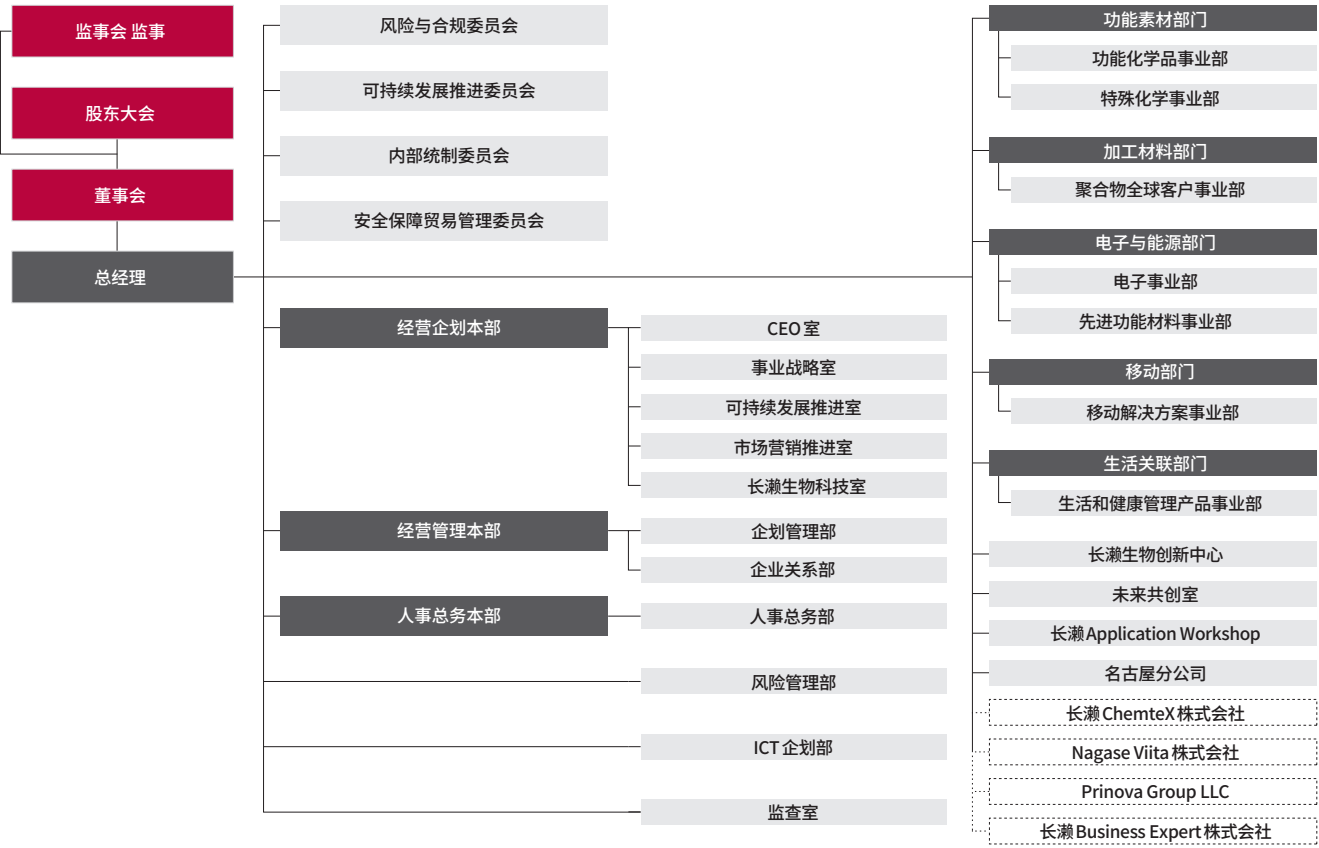 监事会 监事
股东大会
董事会
总经理
风险与合规委员会
可持续发展推进委员会
内部统制委员会
安全保障贸易管理委员会
经营企划本部
CEO室
事业战略室
可持续发展推进室
市场营销推进室
长濑生物科技室
经营管理本部
企划管理部
企业关系部
人事总务本部
人事总务部
风险管理部
ICT企划部
监查室
功能素材部门
功能化学品事业部
特殊化学事业部
加工材料部门
聚合物全球客户事业部
电子与能源部门
电子事业部
先进功能材料事业部
移动部门
移动解决方案事业部
生活关联部门
生活和健康管理产品事业部
长濑生物创新中心
未来共创室
长濑Application Workshop
名古屋分公司
长濑ChemteX株式会社
Nagase Viita株式会社
Prinova Group LLC
长濑Business Expert株式会社